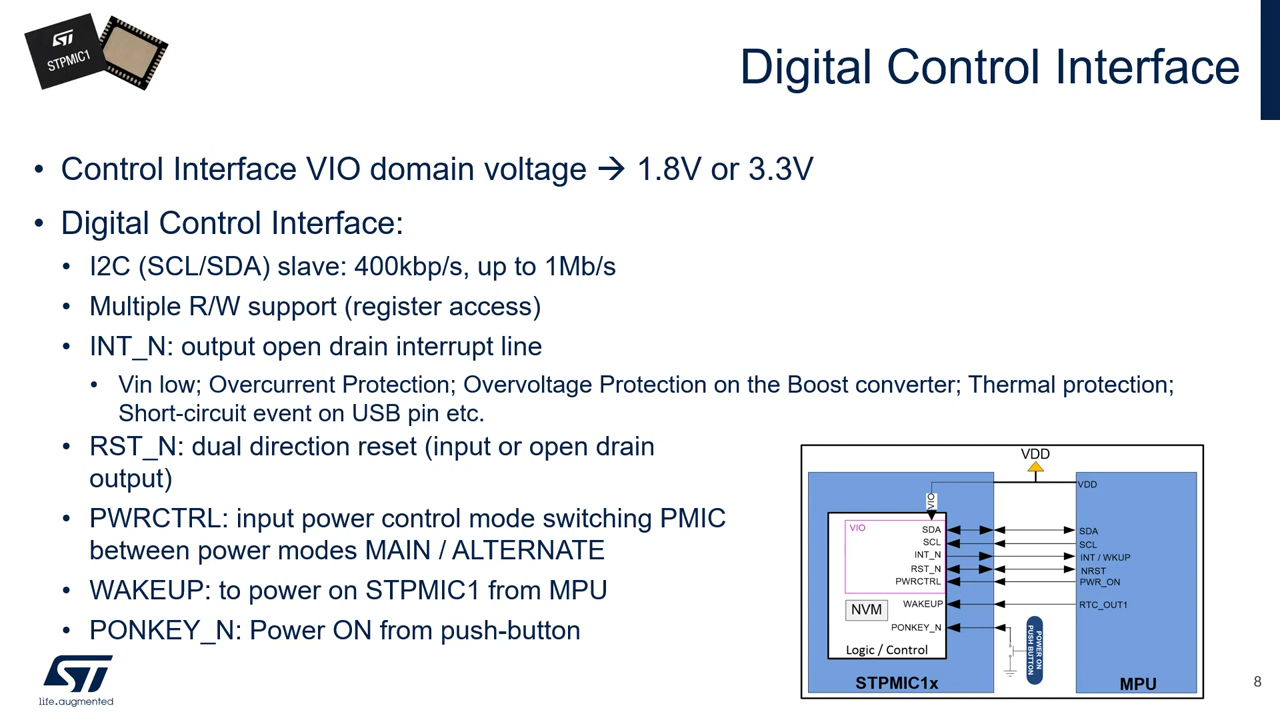 STPMIC1
Digital Control Interface
• Control Interface VIO domain voltage → 1.8V or 3.3V
• Digital Control Interface:
• I2C (SCL/SDA) slave: 400kbp/s, up to 1Mb/s
• Multiple R/W support (register access)
• INT_N: output open drain interrupt line
• Vin low; Overcurrent Protection; Overvoltage Protection on the Boost converter; Thermal protection;
Short-circuit event on USB pin etc.
• RST_N: dual direction reset (input or open drain
output)
• PWRCTRL: input power control mode switching PMIC
between power modes MAIN / ALTERNATE
• WAKEUP: to power on STPMIC1 from MPU
• PONKEY_N: Power ON from push-button
VDD
VDD
VIO
VIO
SDA
SCL
INT_N
RST_N
PWRCTRL
WAKEUP
PONKEY_N
NVM
Logic / Control
STPMIC1x
SDA
SCL
INT / WKUP
NRST
PWR_ON
RTC_OUT1
POWER ON
PUSH BUTTON
MPU
ST
life.augmented
8